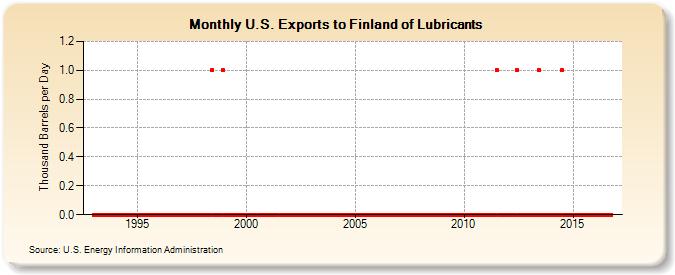 Monthly U.S. Exports to Finland of Lubricants
Thousand Barrels per Day
1.2
1.0
0.8
0.6
0.4
0.2
0.0
1995 2000 2005 2010 2015
Source: U.S. Energy Information Administration